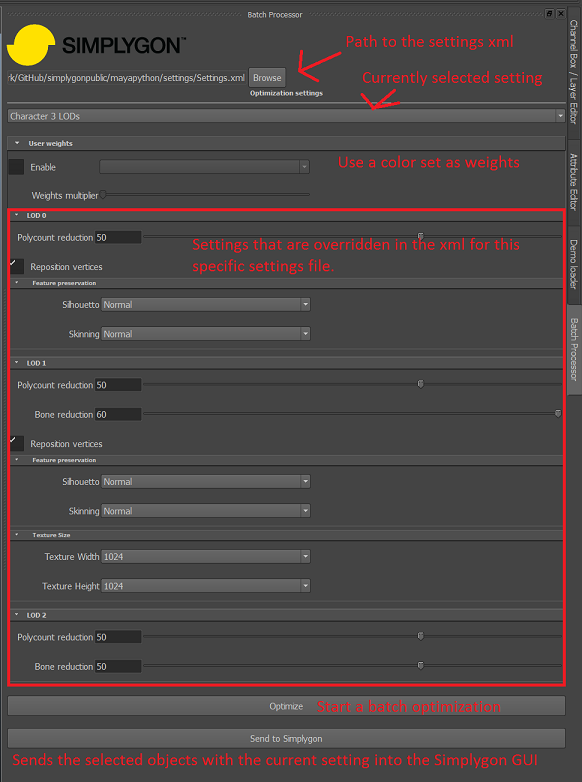 Batch Processor
SIMPLYGON™
Path to the settings xml
rk/GitHub/simplygonpublic/mayapython/settings/Settings.xml Browse
Currently selected setting
Optimization settings
Character 3 LODs
User weights
Enable
Use a color set as weights
Weights multiplier
LOD 0
Polycount reduction 50
Settings that are overridden in the xml for this
specific settings file.
Reposition vertices
Feature preservation
Silhouetto Normal
Skinning Normal
LOD 1
Polycount reduction 50
Bone reduction 60
Reposition vertices
Feature preservation
Silhouetto Normal
Skinning Normal
Texture Size
Texture Width 1024
Texture Height 1024
LOD 2
Polycount reduction 50
Bone reduction 50
Optimize Start a batch optimization
Send to Simplygon
Sends the selected objects with the current setting into the Simplygon GUI
Channel Box / Layer Editor
Attribute Editor
Demo loader
Batch Processor